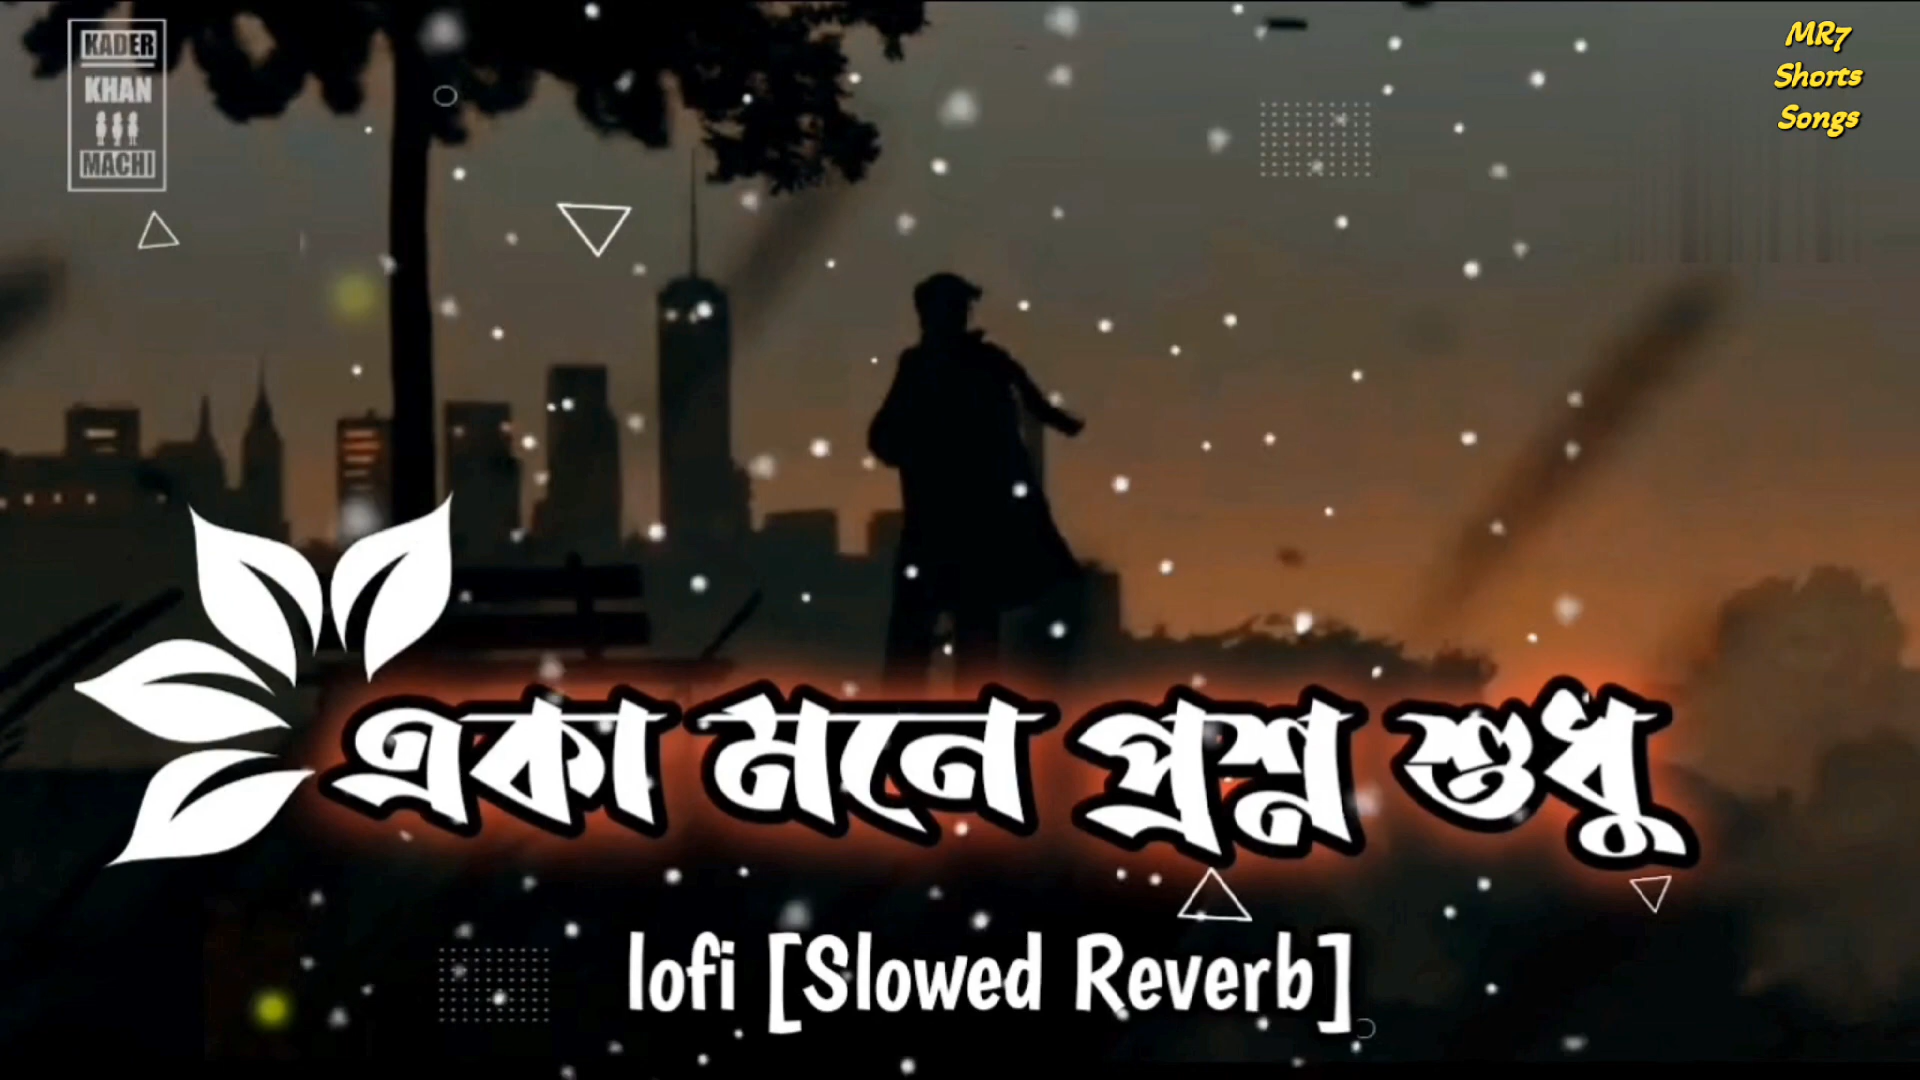 KADER
KHAN
MACHI
MR7
Shorts
Songs
একা মনে প্রশ্ন শুধু
lofi [Slowed Reverb]